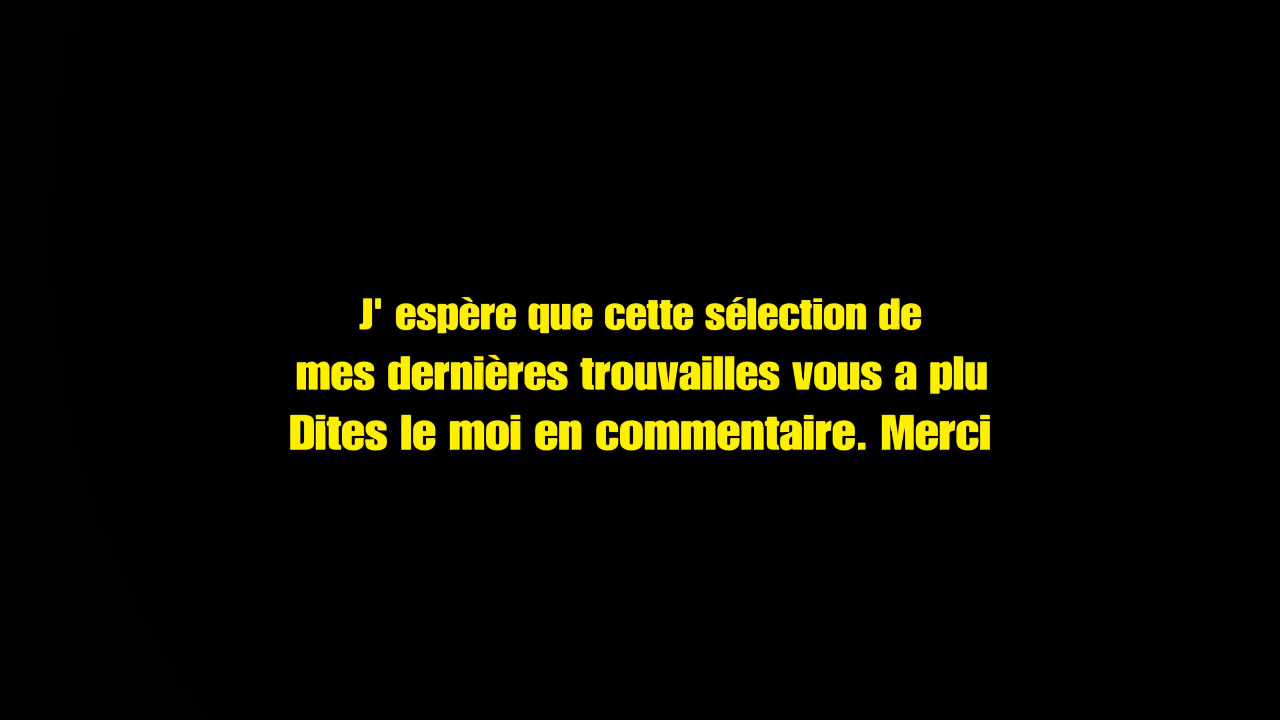 J' espère que cette sélection de
mes dernières trouvailles vous a plu
Dites le moi en commentaire. Merci